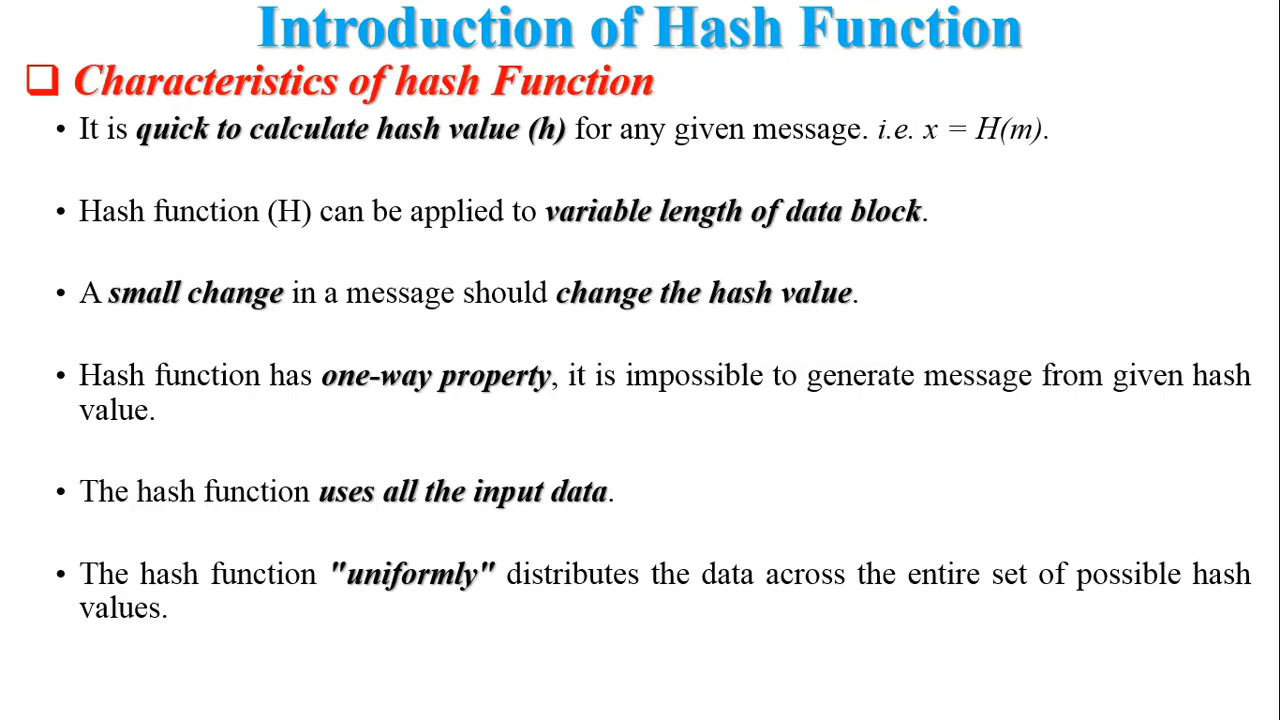 Introduction of Hash Function
❑ Characteristics of hash Function
• It is quick to calculate hash value (h) for any given message. i.e. x = H(m).
• Hash function (H) can be applied to variable length of data block.
• A small change in a message should change the hash value.
• Hash function has one-way property, it is impossible to generate message from given hash
value.
• The hash function uses all the input data.
• The hash function "uniformly" distributes the data across the entire set of possible hash
values.